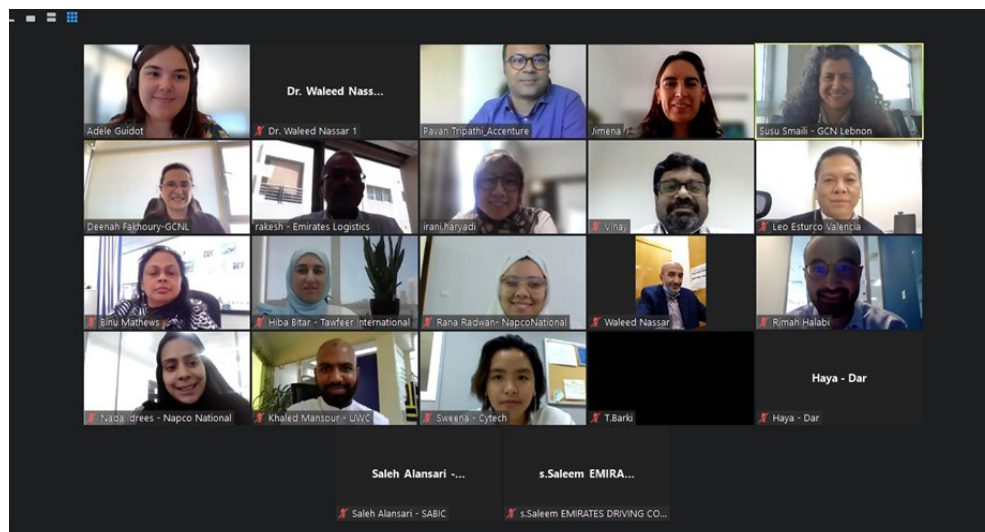 Adele Guidot
Dr. Waleed Nass...
Dr. Waleed Nassar 1
Pavan Tripathi_Accenture
Jimena
Susu Smaili - GCN Lebnon
Deenah Fakhoury-GCNL
rakesh - Emirates Logistics
irani.haryadi
Vinay
Leo Esturco Valencia
Binu Mathews
Hiba Bitar - Tawfeer International
Rana Radwan- NapcoNational
Waleed Nassar
Rimah Halabi
Nada Idrees - Napco National
Khaled Mansour - UWC
Sweena - Cytech
T.Barki
Haya - Dar
Haya - Dar
Saleh Alansari -...
Saleh Alansari - SABIC
s.Saleem EMIRA...
s.Saleem EMIRATES DRIVING CO...